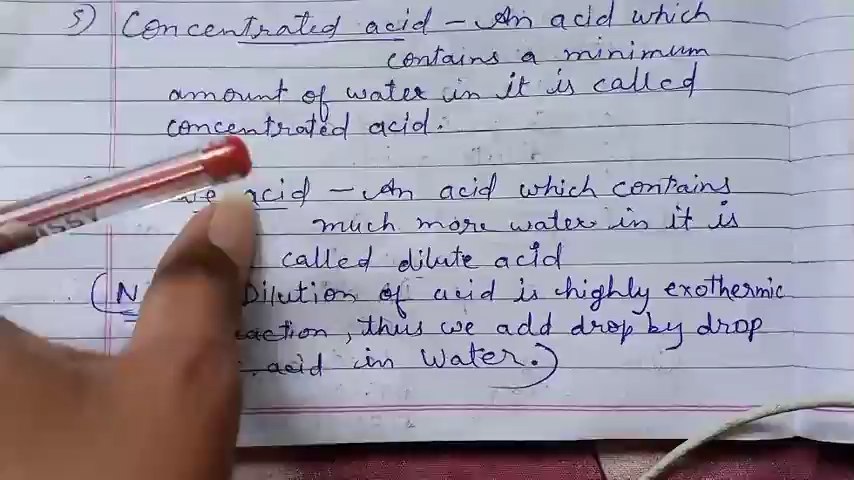 5) Concentrated acid - An acid which
contains a minimum
amount of water in it is called
concentrated acid.
acid - An acid which contains
much more water in it is
called dilute acid
(N Dilution of acid is highly exothermic
, thus we add drop by drop
acid in water.)